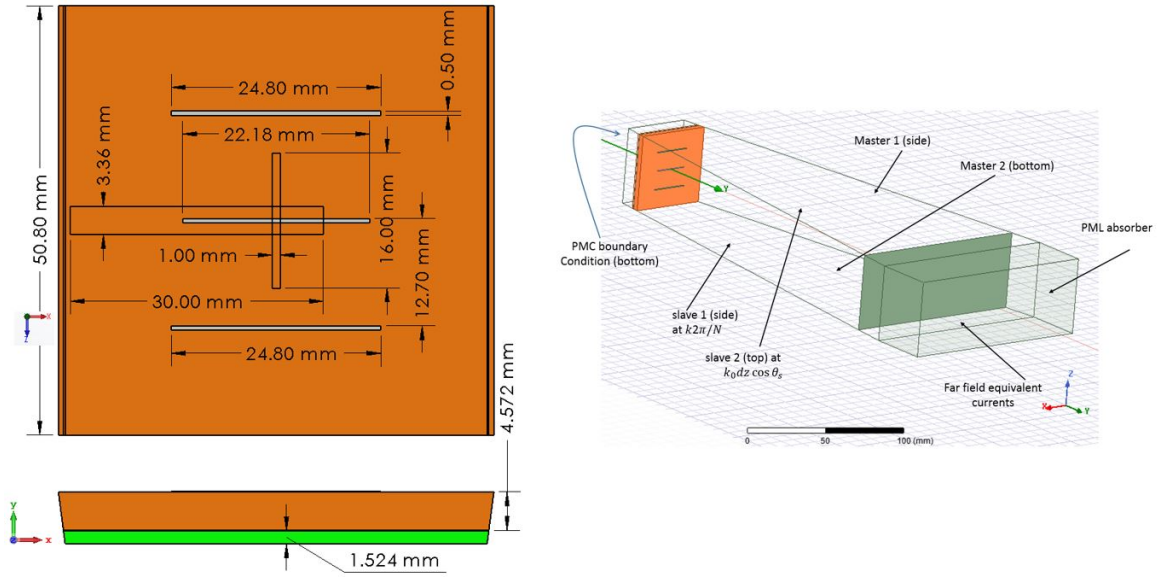 24.80 mm
0.50 mm
22.18 mm
3.36 mm
50.80 mm
16.00 mm
1.00 mm
12.70 mm
30.00 mm
24.80 mm
x
z
4.572 mm
y
x
1.524 mm
Master 1 (side)
Master 2 (bottom)
Y
PML absorber
PMC boundary
Condition (bottom)
slave 1 (side)
at k2π/N
slave 2 (top) at
k₀dz cos θₛ
Far field equivalent
currents
Z
X
Y
0
50
100 (mm)